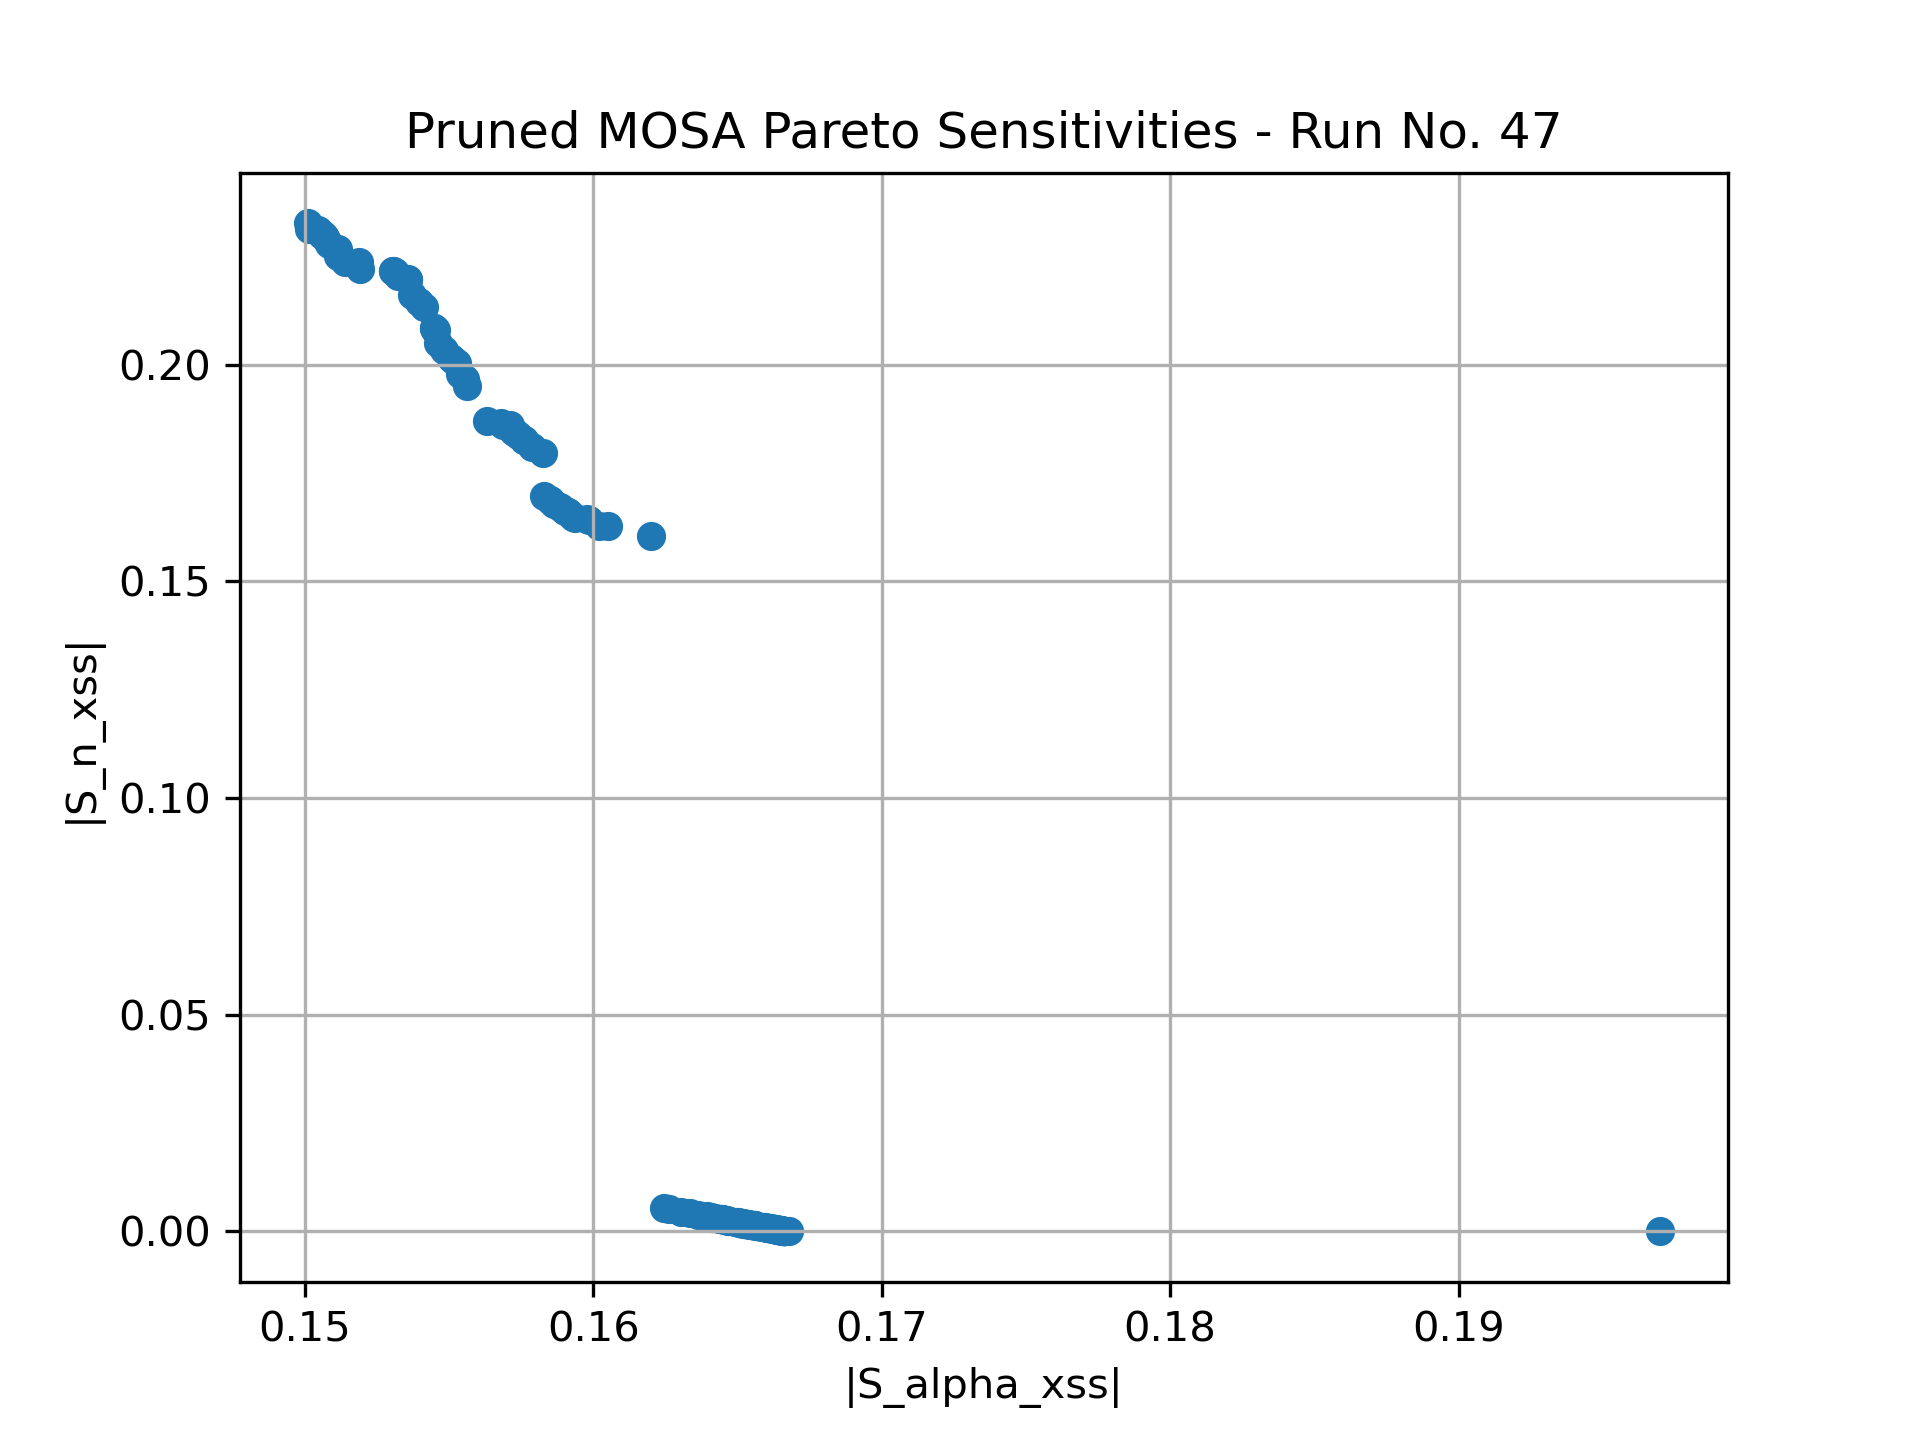 Pruned MOSA Pareto Sensitivities - Run No. 47
|S_n_xss|
0.20
0.15
0.10
0.05
0.00
0.15 0.16 0.17 0.18 0.19
|S_alpha_xss|